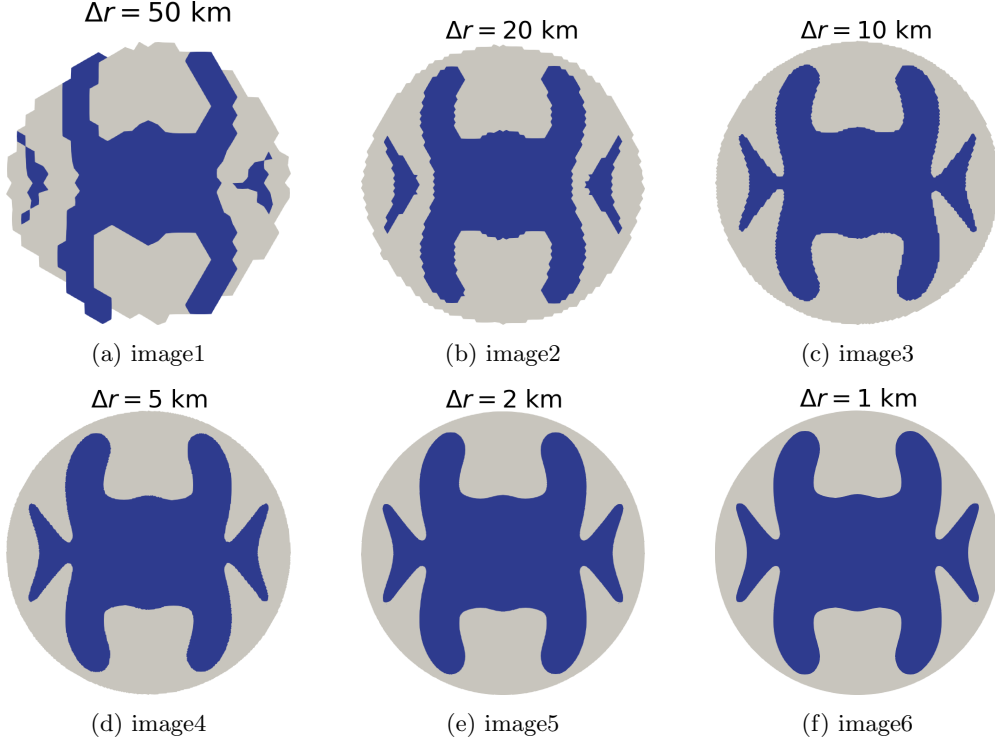 Δr = 50 km
Δr = 20 km
Δr = 10 km
(a) image1
(b) image2
(c) image3
Δr = 5 km
Δr = 2 km
Δr = 1 km
(d) image4
(e) image5
(f) image6